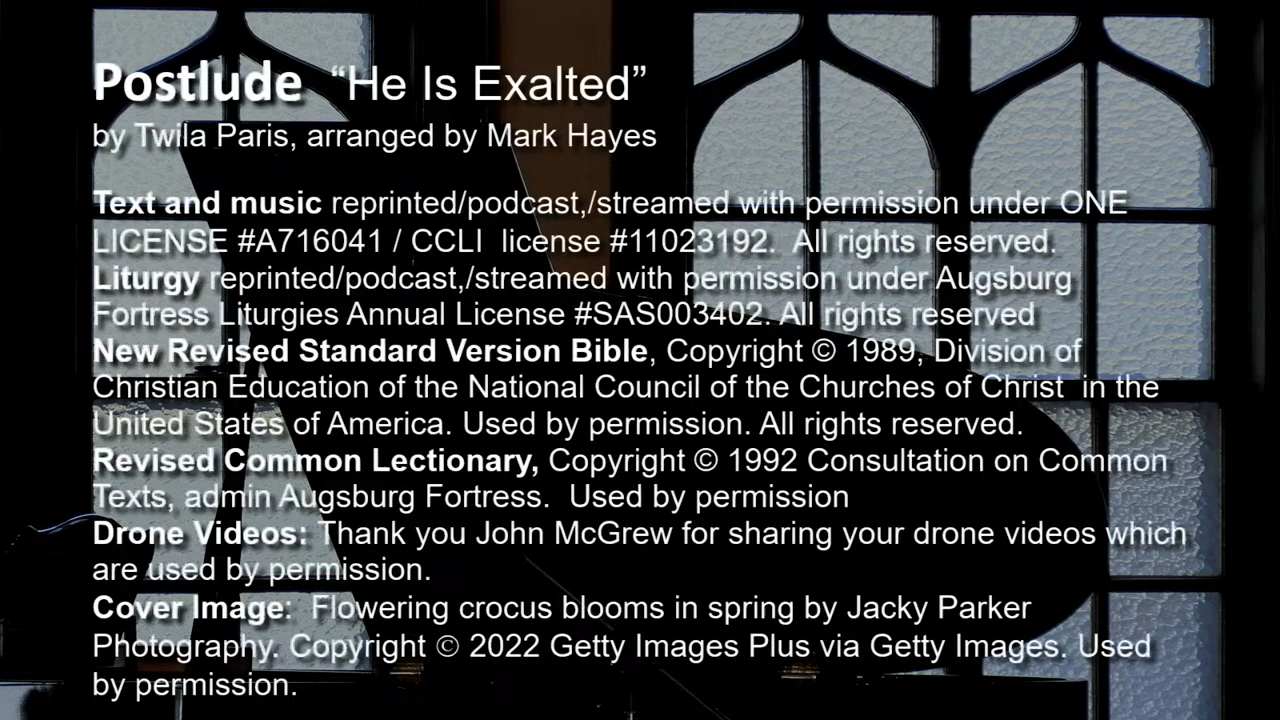 Postlude “He Is Exalted”
by Twila Paris, arranged by Mark Hayes
Text and music reprinted/podcast,/streamed with permission under ONE
LICENSE #A716041 / CCLI license #11023192. All rights reserved.
Liturgy reprinted/podcast,/streamed with permission under Augsburg
Fortress Liturgies Annual License #SAS003402. All rights reserved
New Revised Standard Version Bible, Copyright © 1989, Division of
Christian Education of the National Council of the Churches of Christ in the
United States of America. Used by permission. All rights reserved.
Revised Common Lectionary, Copyright © 1992 Consultation on Common
Texts, admin Augsburg Fortress. Used by permission
Drone Videos: Thank you John McGrew for sharing your drone videos which
are used by permission.
Cover Image: Flowering crocus blooms in spring by Jacky Parker
Photography. Copyright © 2022 Getty Images Plus via Getty Images. Used
by permission.